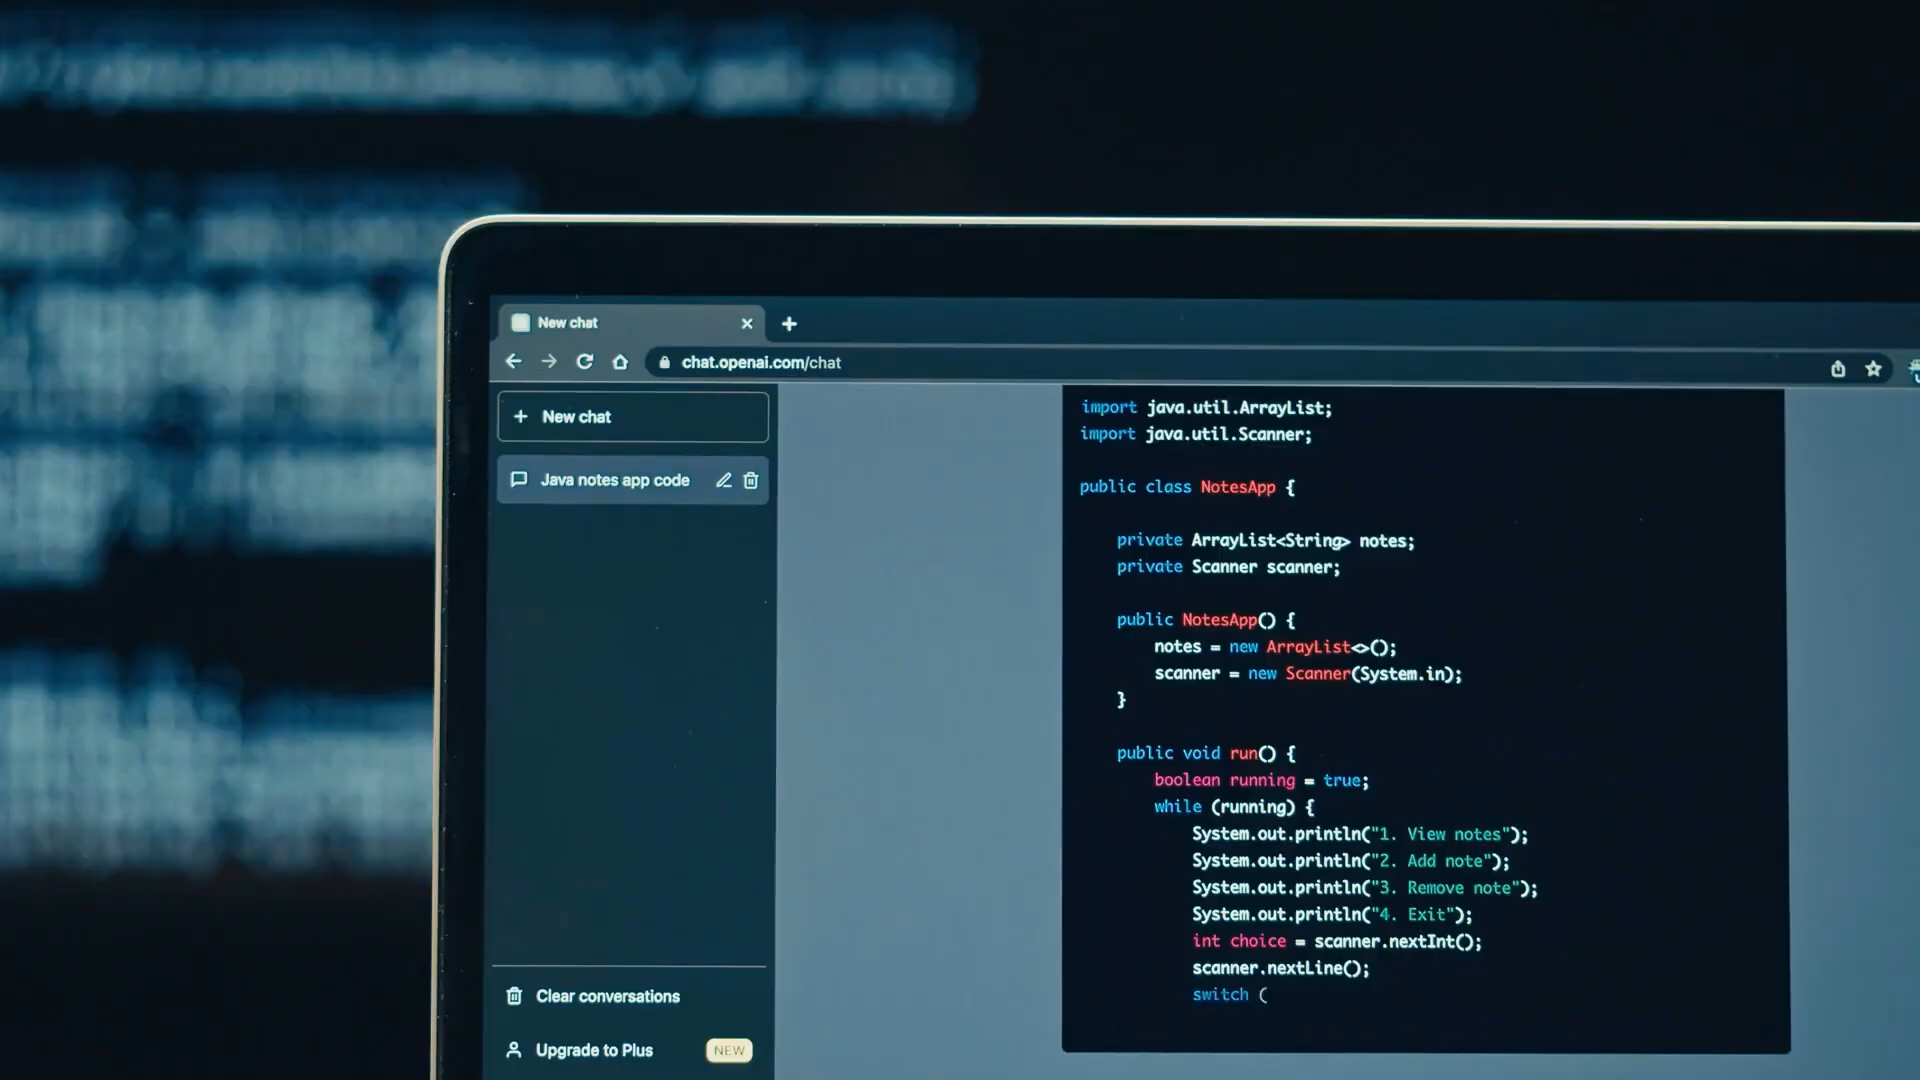 New chat
chat.openai.com/chat
New chat
Java notes app code
Clear conversations
Upgrade to Plus NEW
import java.util.ArrayList;
import java.util.Scanner;
public class NotesApp {
private ArrayList<String> notes;
private Scanner scanner;
public NotesApp() {
notes = new ArrayList<>();
scanner = new Scanner(System.in);
}
public void run() {
boolean running = true;
while (running) {
System.out.println("1. View notes");
System.out.println("2. Add note");
System.out.println("3. Remove note");
System.out.println("4. Exit");
int choice = scanner.nextInt();
scanner.nextLine();
switch (